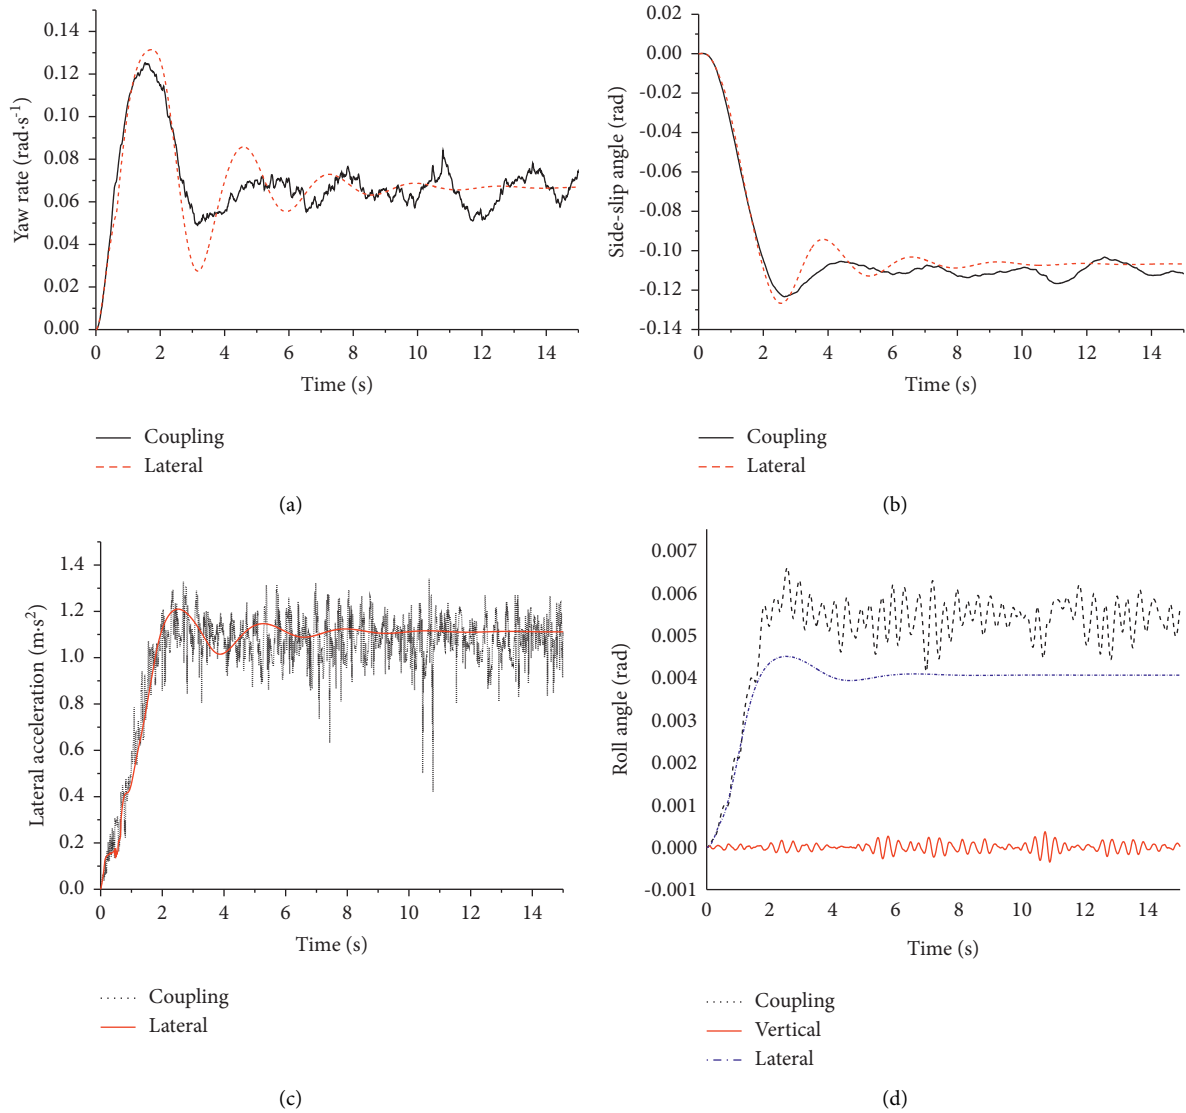 0.14
0.12
0.10
0.08
0.06
0.04
0.02
0.00
Yaw rate (rad·s⁻¹)
0 2 4 6 8 10 12 14
Time (s)
Coupling
Lateral
(a)
0.02
0.00
-0.02
-0.04
-0.06
-0.08
-0.10
-0.12
-0.14
Side-slip angle (rad)
0 2 4 6 8 10 12 14
Time (s)
Coupling
Lateral
(b)
1.4
1.2
1.0
0.8
0.6
0.4
0.2
0.0
Lateral acceleration (m·s²)
0 2 4 6 8 10 12 14
Time (s)
Coupling
Lateral
(c)
0.007
0.006
0.005
0.004
0.003
0.002
0.001
0.000
-0.001
Roll angle (rad)
0 2 4 6 8 10 12 14
Time (s)
Coupling
Vertical
Lateral
(d)